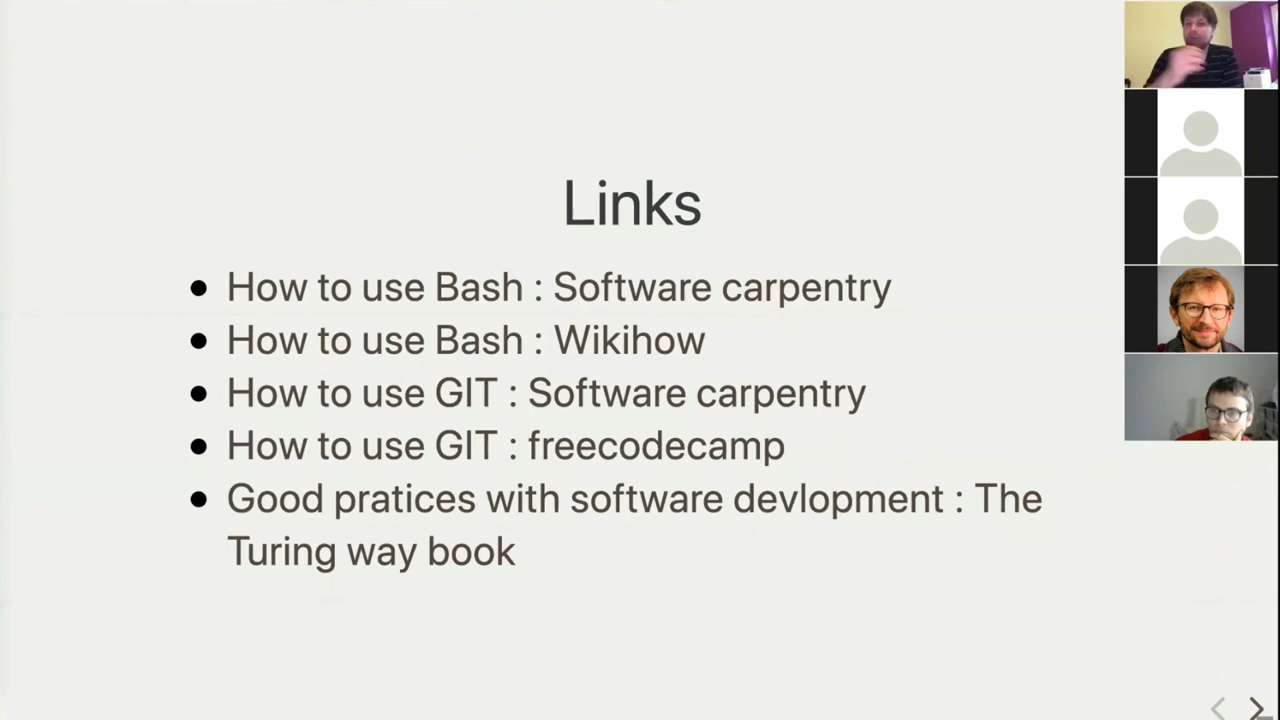 Links
How to use Bash : Software carpentry
How to use Bash : Wikihow
How to use GIT : Software carpentry
How to use GIT : freecodecamp
Good pratices with software devlopment : The
Turing way book